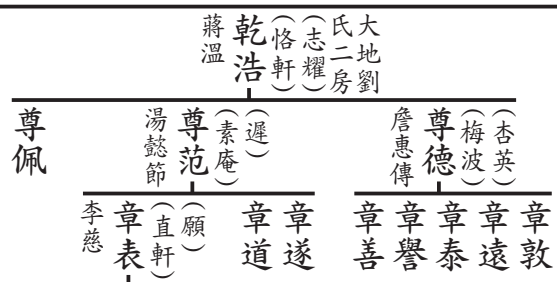 大地劉
氏二房
(志耀)
(恪軒)
乾浩
蔣溫
(杏英)
(梅波)
尊德
詹惠傳
(遲)
(素庵)
尊范
湯懿節
尊佩
章敦
章遠
章泰
章譽
章善
章遂
章道
(願)
(直軒)
章表
李慈